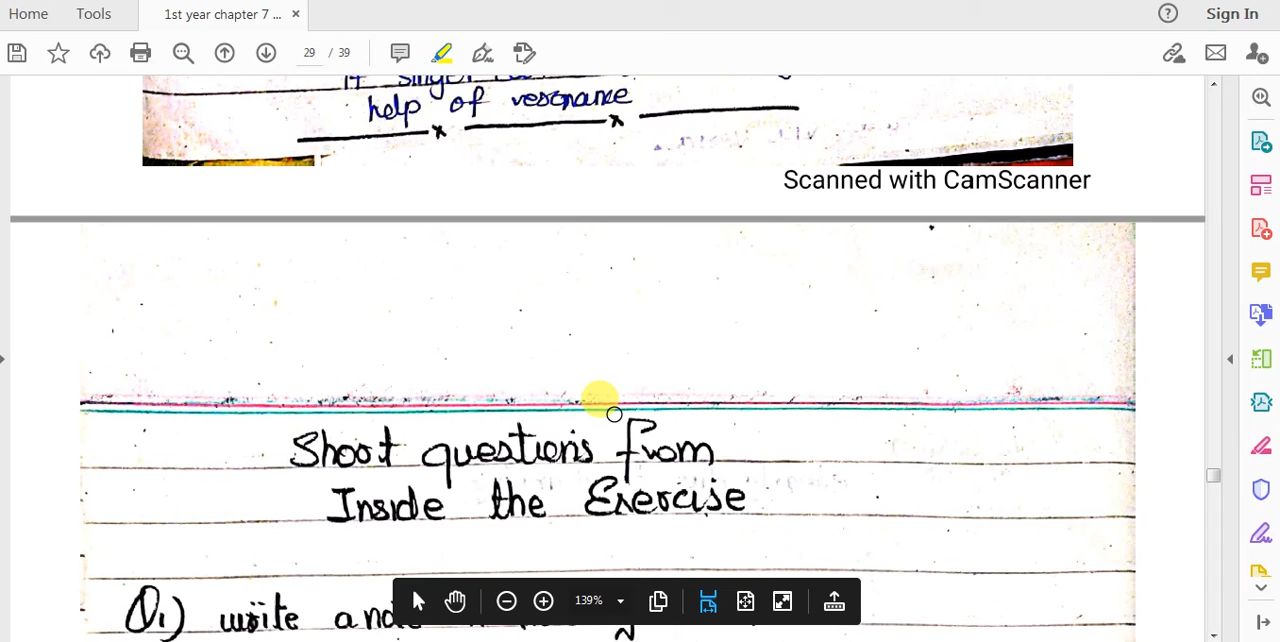 Home Tools 1st year chapter 7 ... × Sign In
29 / 39
help of resonance
Scanned with CamScanner
Short questions from
Inside the Exercise
Q1) write and
139%